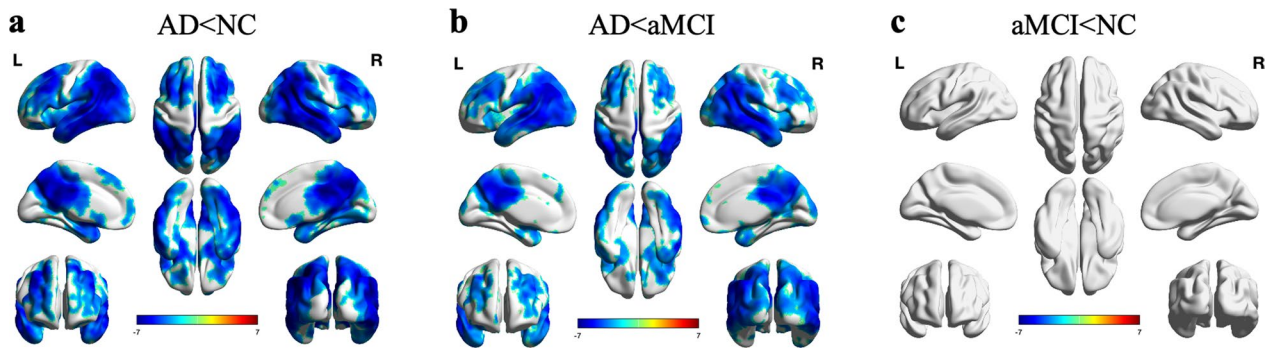 a AD<NC
L R
-7 7
b AD<aMCI
L R
-7 7
c aMCI<NC
L R
-7 7